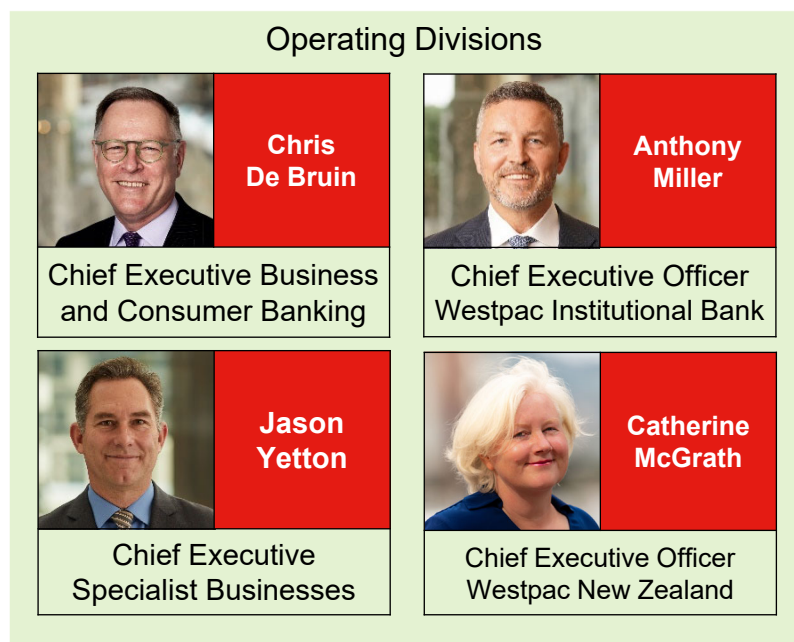 Operating Divisions
Chris
De Bruin
Chief Executive Business
and Consumer Banking
Anthony
Miller
Chief Executive Officer
Westpac Institutional Bank
Jason
Yetton
Chief Executive
Specialist Businesses
Catherine
McGrath
Chief Executive Officer
Westpac New Zealand